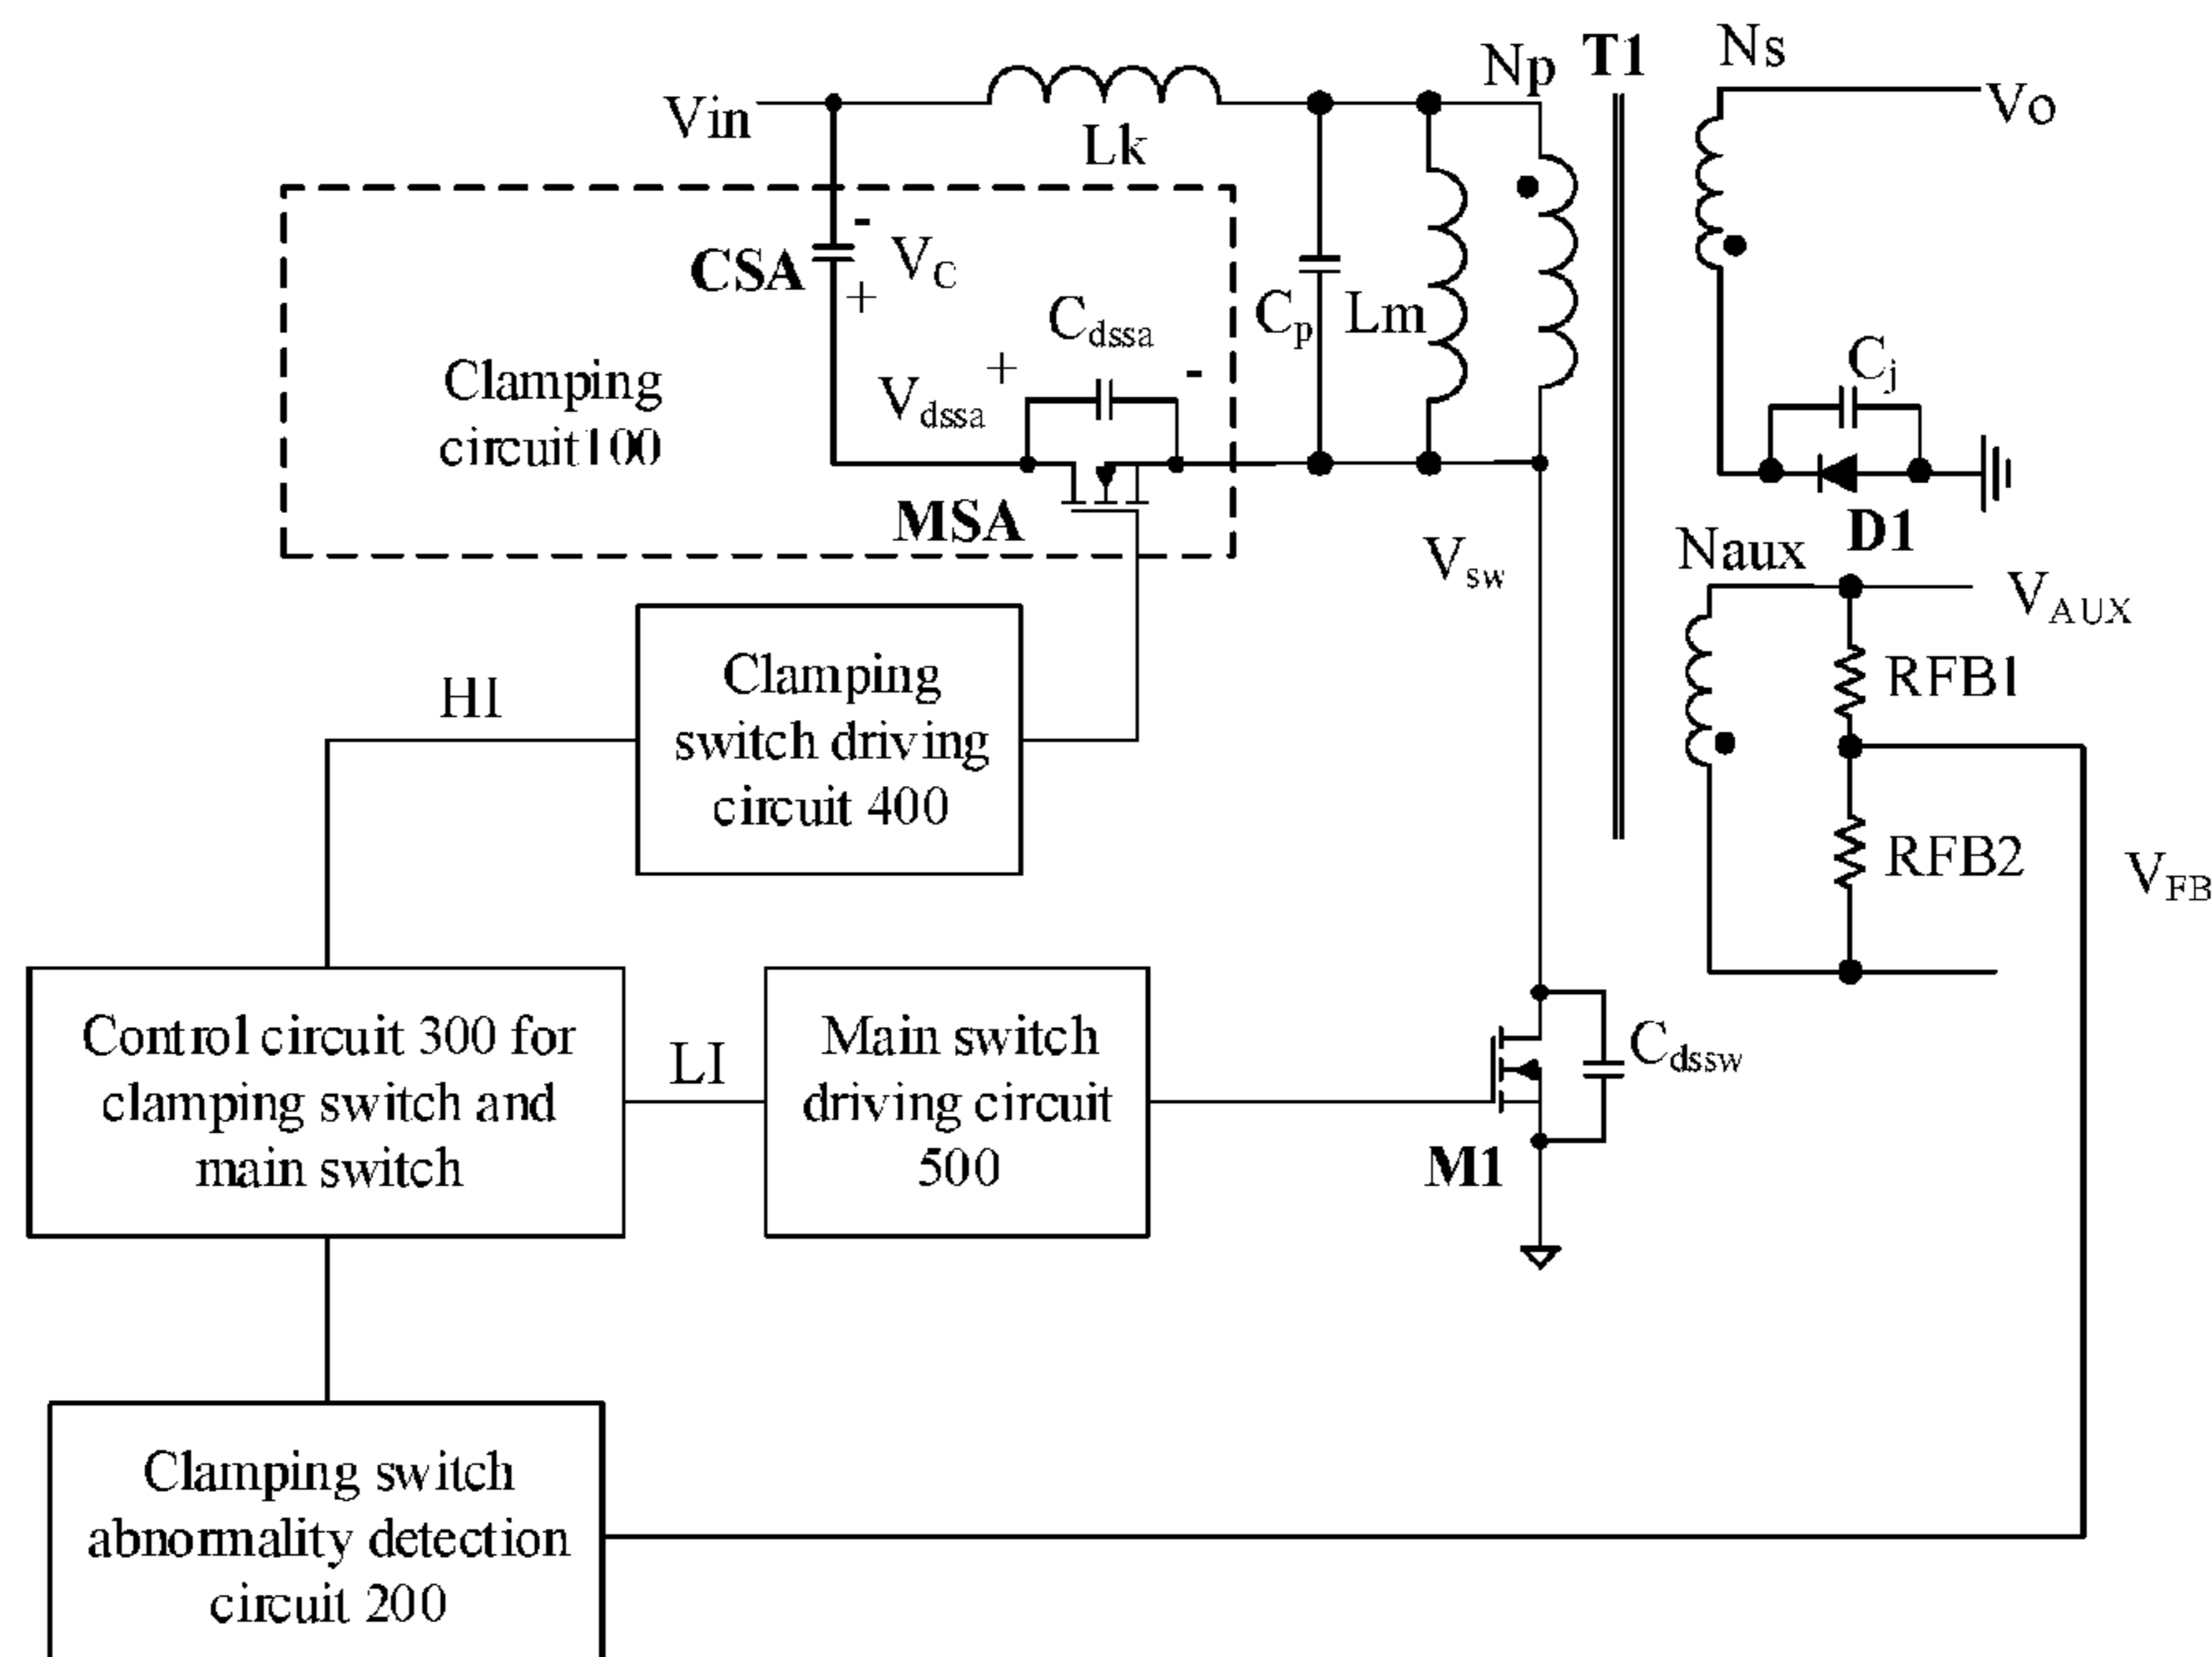 Np
T1
Ns
Vin
Lk
Vo
-
CSA
VC
+
Cdssa
+
-
Vdssa
Cp
Lm
Cj
Clamping
circuit100
MSA
D1
Vsw
Naux
VAUX
HI
Clamping
switch driving
circuit 400
RFB1
RFB2
VFB
Control circuit 300 for
clamping switch and
main switch
LI
Main switch
driving circuit
500
Cdssw
M1
Clamping switch
abnormality detection
circuit 200